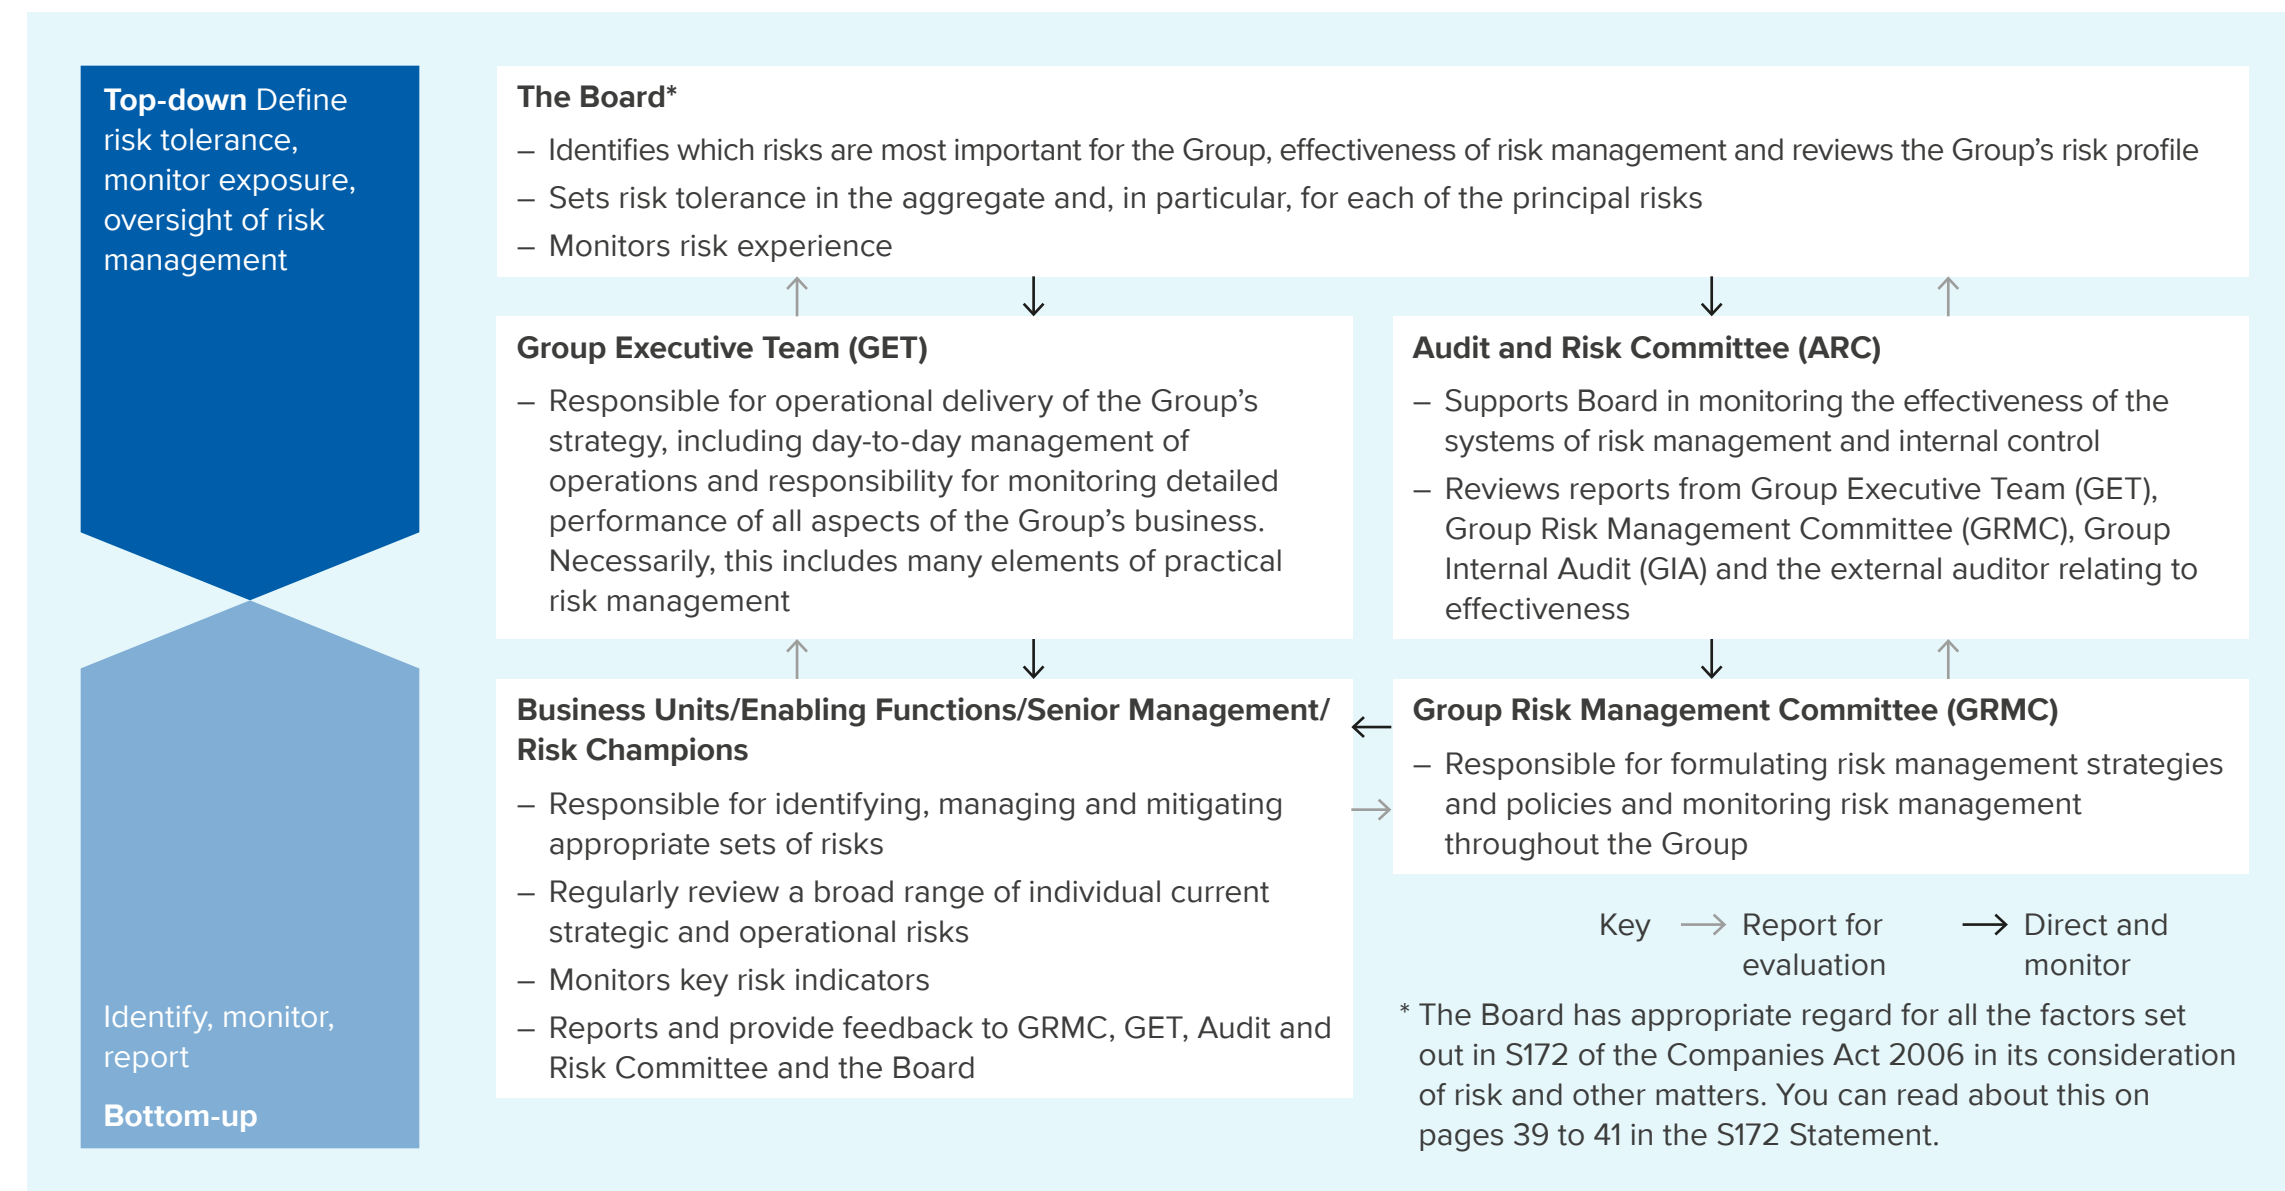 Top-down Define
risk tolerance,
monitor exposure,
oversight of risk
management
The Board*
– Identifies which risks are most important for the Group, effectiveness of risk management and reviews the Group’s risk profile
– Sets risk tolerance in the aggregate and, in particular, for each of the principal risks
– Monitors risk experience
Group Executive Team (GET)
– Responsible for operational delivery of the Group’s
strategy, including day-to-day management of
operations and responsibility for monitoring detailed
performance of all aspects of the Group’s business.
Necessarily, this includes many elements of practical
risk management
Audit and Risk Committee (ARC)
– Supports Board in monitoring the effectiveness of the
systems of risk management and internal control
– Reviews reports from Group Executive Team (GET),
Group Risk Management Committee (GRMC), Group
Internal Audit (GIA) and the external auditor relating to
effectiveness
Business Units/Enabling Functions/Senior Management/
Risk Champions
– Responsible for identifying, managing and mitigating
appropriate sets of risks
– Regularly review a broad range of individual current
strategic and operational risks
– Monitors key risk indicators
– Reports and provide feedback to GRMC, GET, Audit and
Risk Committee and the Board
Group Risk Management Committee (GRMC)
– Responsible for formulating risk management strategies
and policies and monitoring risk management
throughout the Group
Identify, monitor,
report
Bottom-up
Key
Report for
evaluation
Direct and
monitor
* The Board has appropriate regard for all the factors set
out in S172 of the Companies Act 2006 in its consideration
of risk and other matters. You can read about this on
pages 39 to 41 in the S172 Statement.